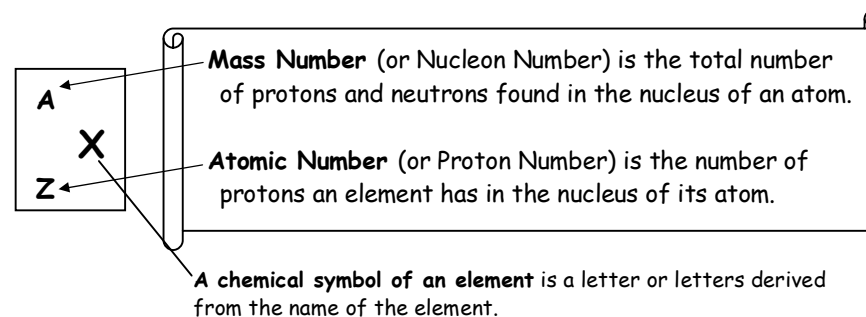 Mass Number (or Nucleon Number) is the total number
of protons and neutrons found in the nucleus of an atom.
A
X
Z
Atomic Number (or Proton Number) is the number of
protons an element has in the nucleus of its atom.
A chemical symbol of an element is a letter or letters derived
from the name of the element.